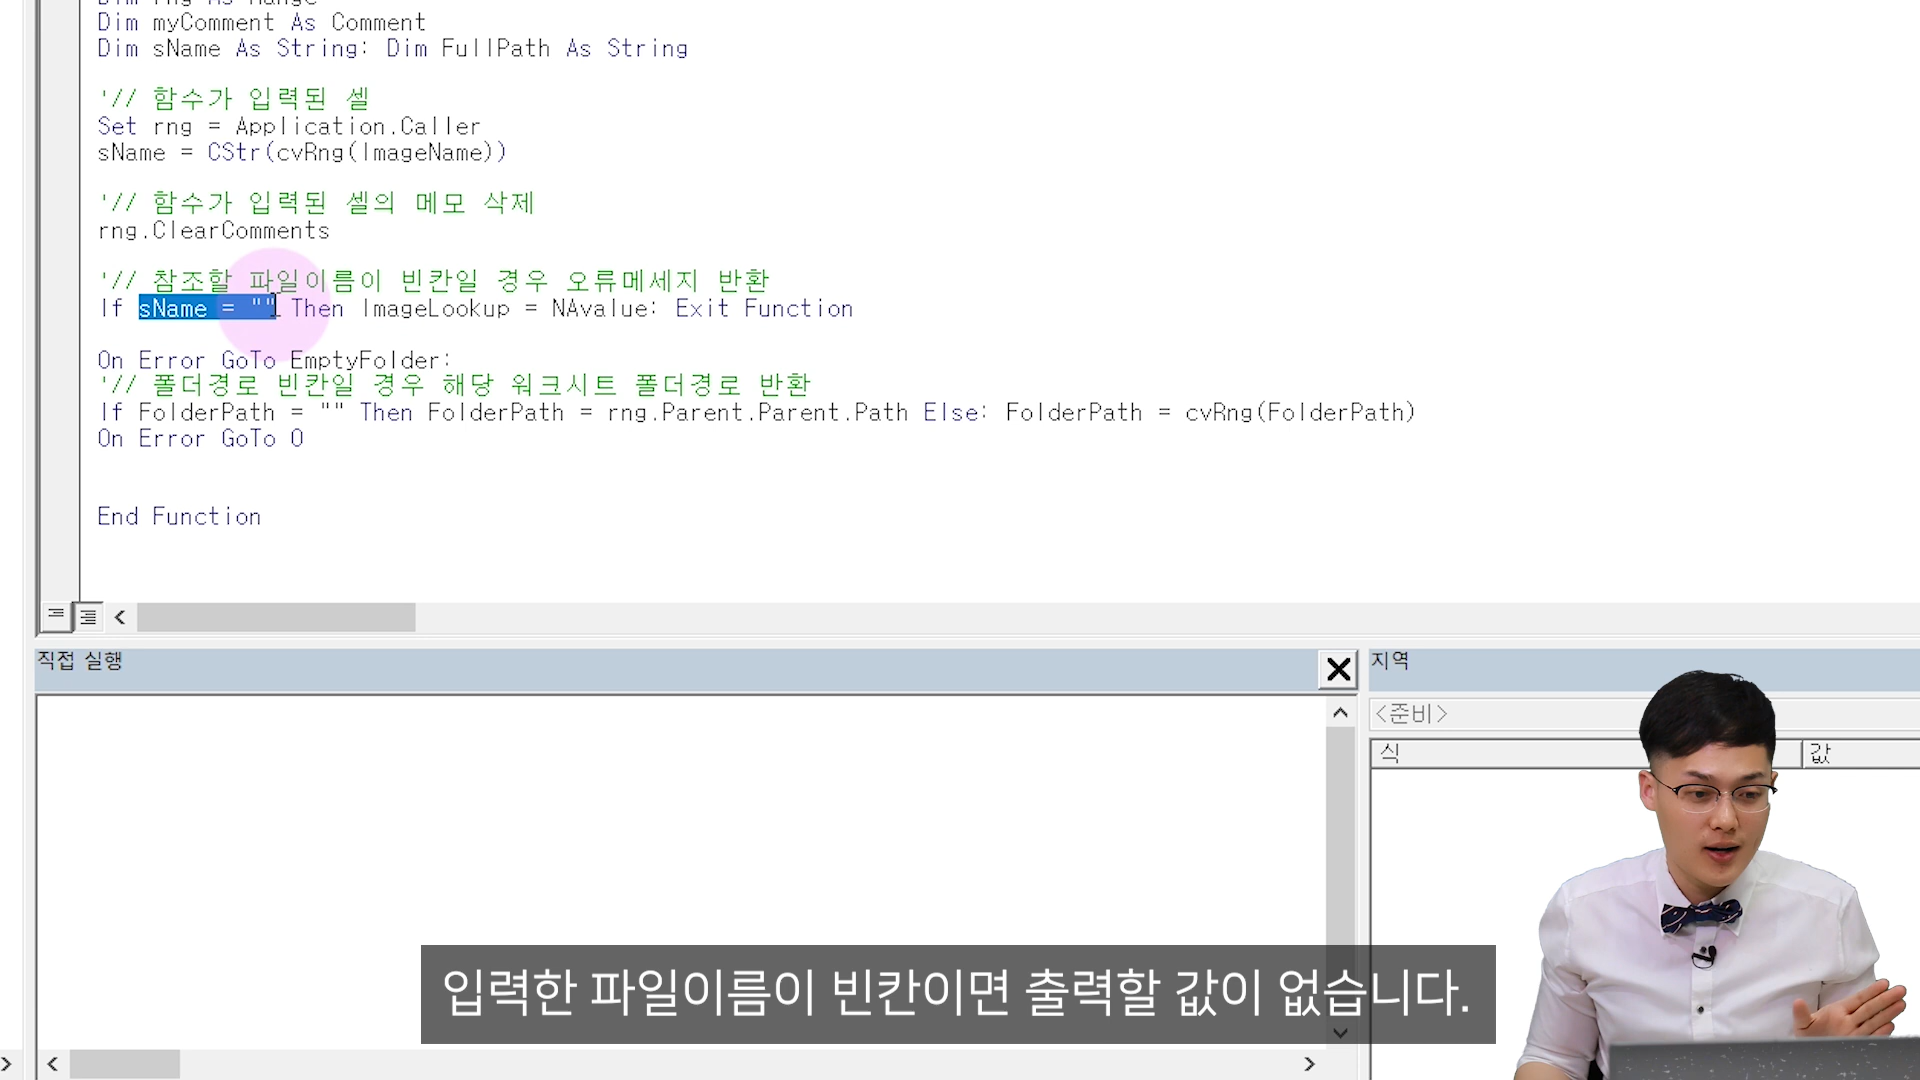 Dim rng As Range
Dim myComment As Comment
Dim sName As String: Dim FullPath As String
'// 함수가 입력된 셀
Set rng = Application.Caller
sName = CStr(cvRng(ImageName))
'// 함수가 입력된 셀의 메모 삭제
rng.ClearComments
'// 참조할 파일이름이 빈칸일 경우 오류메세지 반환
If sName = "" Then ImageLookup = NAvalue: Exit Function
On Error GoTo EmptyFolder:
'// 폴더경로 빈칸일 경우 해당 워크시트 폴더경로 반환
If FolderPath = "" Then FolderPath = rng.Parent.Parent.Path Else: FolderPath = cvRng(FolderPath)
On Error GoTo 0
End Function
직접 실행
지역
<준비>
식
값
입력한 파일이름이 빈칸이면 출력할 값이 없습니다.